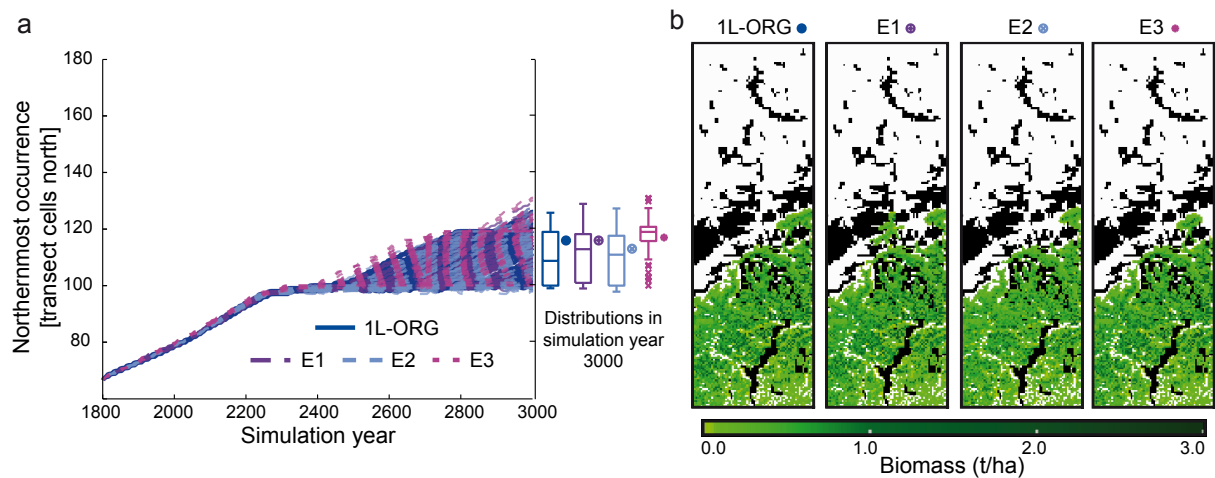 a
Northernmost occurrence
[transect cells north]
180
160
140
120
100
80
1800
2000
2200
2400
2600
2800
3000
Simulation year
1L-ORG
E1
E2
E3
Distributions in
simulation year
3000
b
1L-ORG
E1
E2
E3
0.0
1.0
2.0
3.0
Biomass (t/ha)